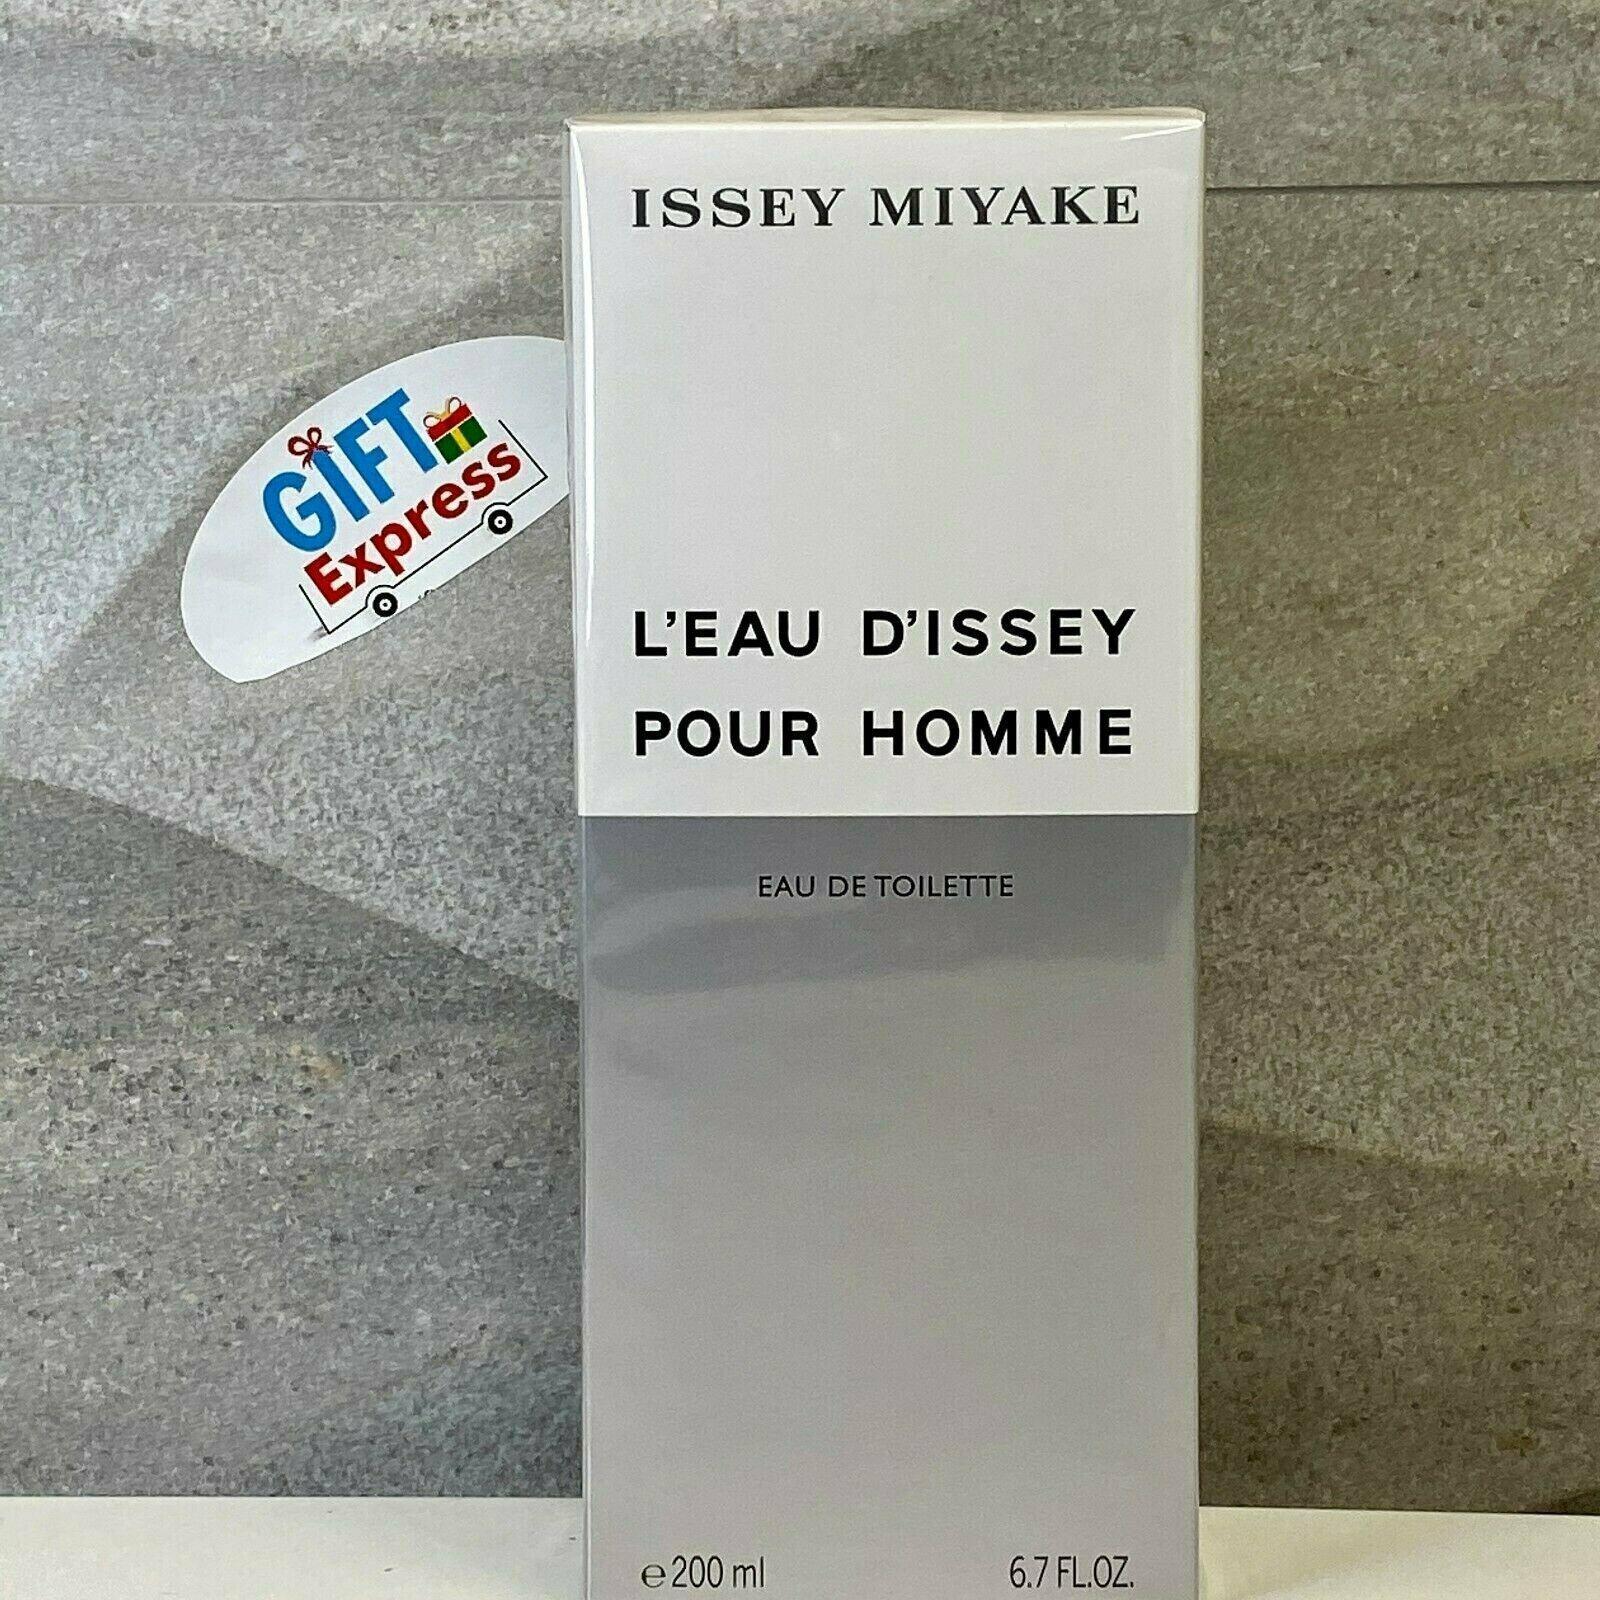 ISSEY MIYAKE
GIFT
Express
L'EAU D'ISSEY
POUR HOMME
EAU DE TOILETTE
℮200 ml 6.7 FL.OZ.